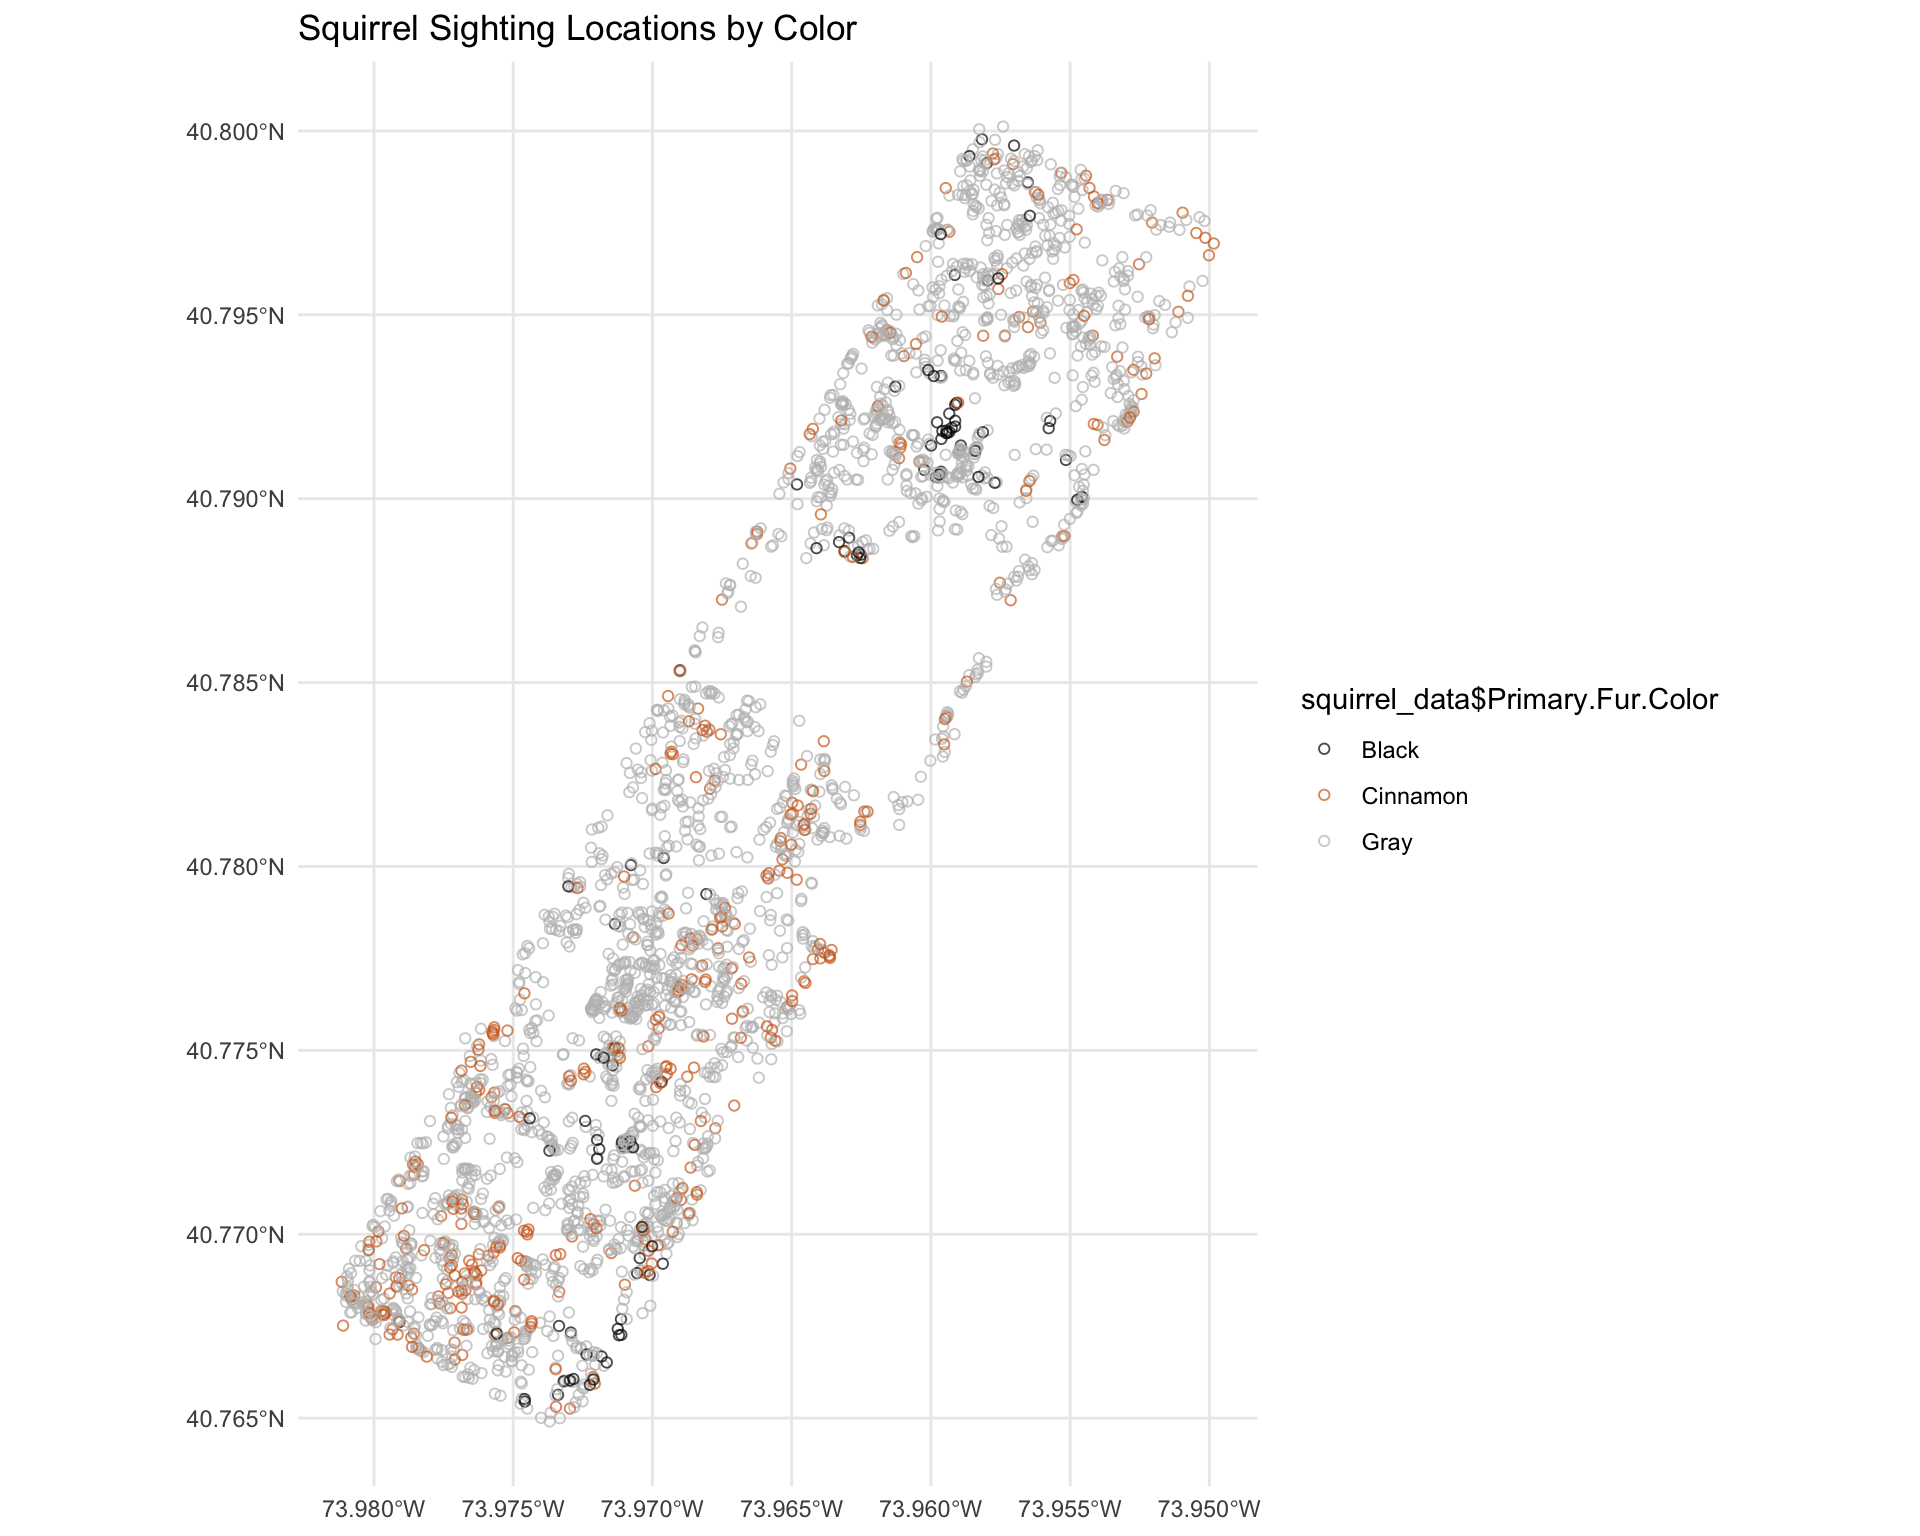 Squirrel Sighting Locations by Color
40.800°N
40.795°N
40.790°N
40.785°N
40.780°N
40.775°N
40.770°N
40.765°N
73.980°W 73.975°W 73.970°W 73.965°W 73.960°W 73.955°W 73.950°W
squirrel_data$Primary.Fur.Color
Black
Cinnamon
Gray